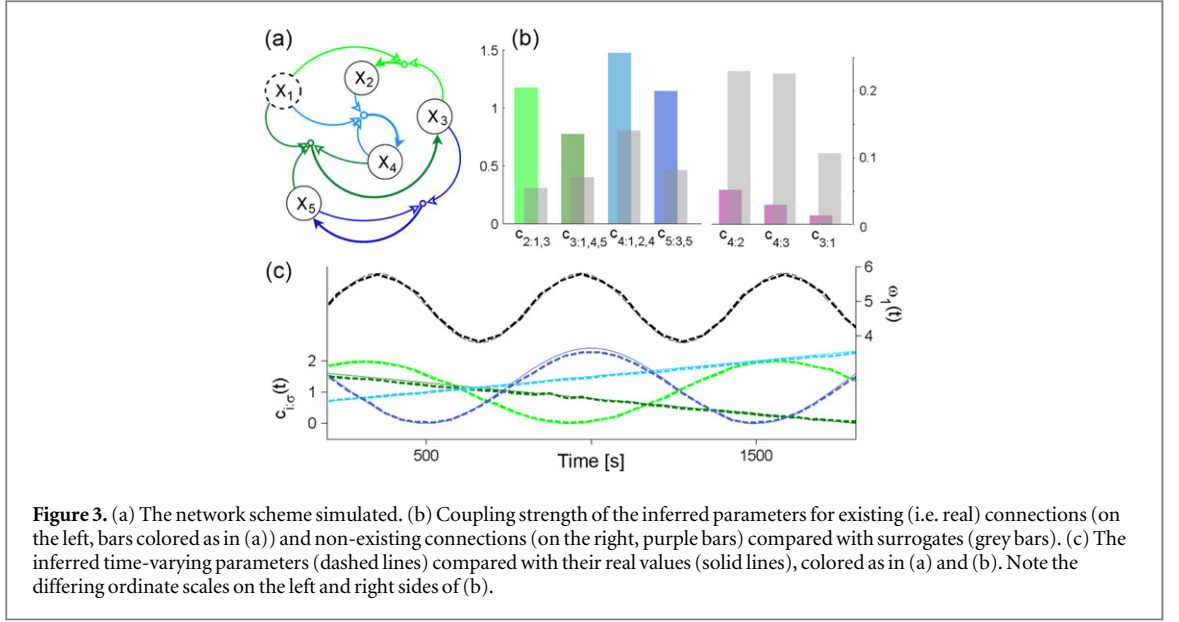 (a)
X1
X2
X3
X4
X5
(b)
1.5
1
0.5
0
c2:1,3
c3:1,4,5
c4:1,2,4
c5:3,5
c4:2
c4:3
c3:1
0.2
0.1
0
(c)
6
5
4
ω1(t)
2
1
0
ci:σ(t)
500
1500
Time [s]
Figure 3. (a) The network scheme simulated. (b) Coupling strength of the inferred parameters for existing (i.e. real) connections (on
the left, bars colored as in (a)) and non-existing connections (on the right, purple bars) compared with surrogates (grey bars). (c) The
inferred time-varying parameters (dashed lines) compared with their real values (solid lines), colored as in (a) and (b). Note the
differing ordinate scales on the left and right sides of (b).